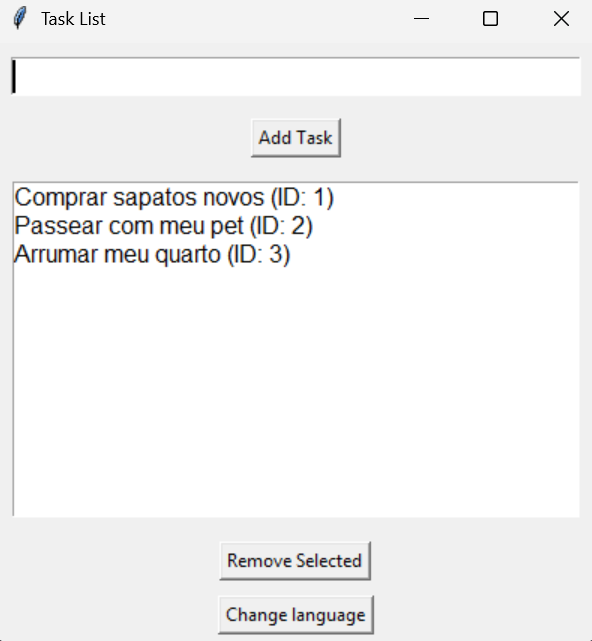 Task List
Add Task
Comprar sapatos novos (ID: 1)
Passear com meu pet (ID: 2)
Arrumar meu quarto (ID: 3)
Remove Selected
Change language